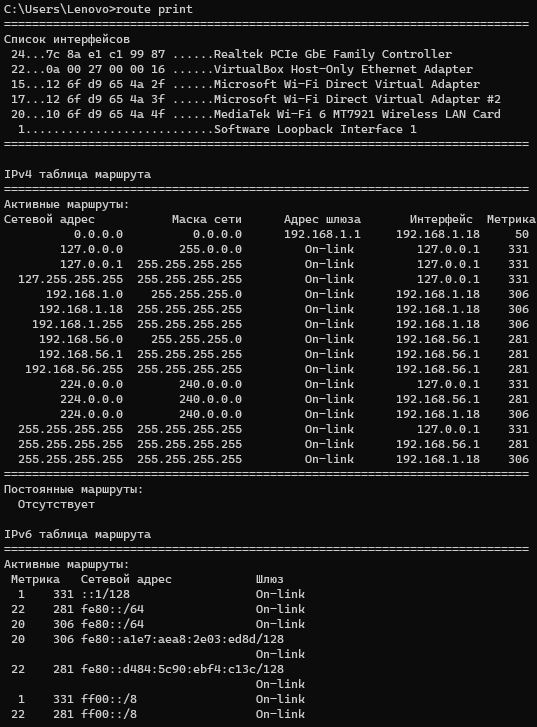 C:\Users\Lenovo>route print
===========================================================================
Список интерфейсов
 24...7c 8a e1 c1 99 87 ......Realtek PCIe GbE Family Controller
 22...0a 00 27 00 00 16 ......VirtualBox Host-Only Ethernet Adapter
 15...12 6f d9 65 4a 2f ......Microsoft Wi-Fi Direct Virtual Adapter
 17...12 6f d9 65 4a 3f ......Microsoft Wi-Fi Direct Virtual Adapter #2
 20...10 6f d9 65 4a 4f ......MediaTek Wi-Fi 6 MT7921 Wireless LAN Card
  1...........................Software Loopback Interface 1
===========================================================================
IPv4 таблица маршрута
===========================================================================
Активные маршруты:
Сетевой адрес           Маска сети      Адрес шлюза       Интерфейс  Метрика
          0.0.0.0          0.0.0.0      192.168.1.1     192.168.1.18     50
        127.0.0.0        255.0.0.0         On-link         127.0.0.1    331
        127.0.0.1  255.255.255.255         On-link         127.0.0.1    331
  127.255.255.255  255.255.255.255         On-link         127.0.0.1    331
      192.168.1.0    255.255.255.0         On-link      192.168.1.18    306
     192.168.1.18  255.255.255.255         On-link      192.168.1.18    306
    192.168.1.255  255.255.255.255         On-link      192.168.1.18    306
     192.168.56.0    255.255.255.0         On-link      192.168.56.1    281
     192.168.56.1  255.255.255.255         On-link      192.168.56.1    281
   192.168.56.255  255.255.255.255         On-link      192.168.56.1    281
        224.0.0.0        240.0.0.0         On-link         127.0.0.1    331
        224.0.0.0        240.0.0.0         On-link      192.168.56.1    281
        224.0.0.0        240.0.0.0         On-link      192.168.1.18    306
  255.255.255.255  255.255.255.255         On-link         127.0.0.1    331
  255.255.255.255  255.255.255.255         On-link      192.168.56.1    281
  255.255.255.255  255.255.255.255         On-link      192.168.1.18    306
===========================================================================
Постоянные маршруты:
  Отсутствует
IPv6 таблица маршрута
===========================================================================
Активные маршруты:
 Метрика   Сетевой адрес            Шлюз
  1    331 ::1/128                  On-link
 22    281 fe80::/64                On-link
 20    306 fe80::/64                On-link
 20    306 fe80::a1e7:aea8:2e03:ed8d/128
                                    On-link
 22    281 fe80::d484:5c90:ebf4:c13c/128
                                    On-link
  1    331 ff00::/8                 On-link
 22    281 ff00::/8                 On-link